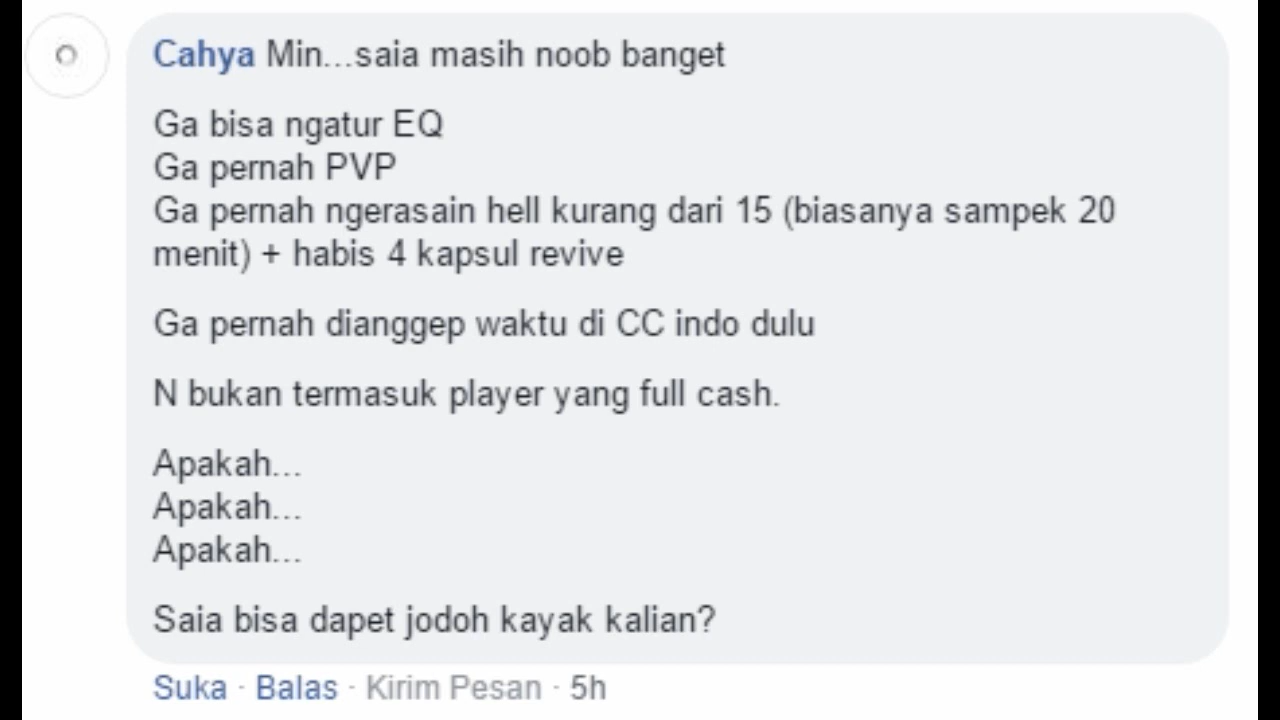 Cahya Min...saia masih noob banget
Ga bisa ngatur EQ
Ga pernah PVP
Ga pernah ngerasain hell kurang dari 15 (biasanya sampek 20
menit) + habis 4 kapsul revive
Ga pernah dianggep waktu di CC indo dulu
N bukan termasuk player yang full cash.
Apakah...
Apakah...
Apakah...
Saia bisa dapet jodoh kayak kalian?
Suka · Balas · Kirim Pesan · 5h